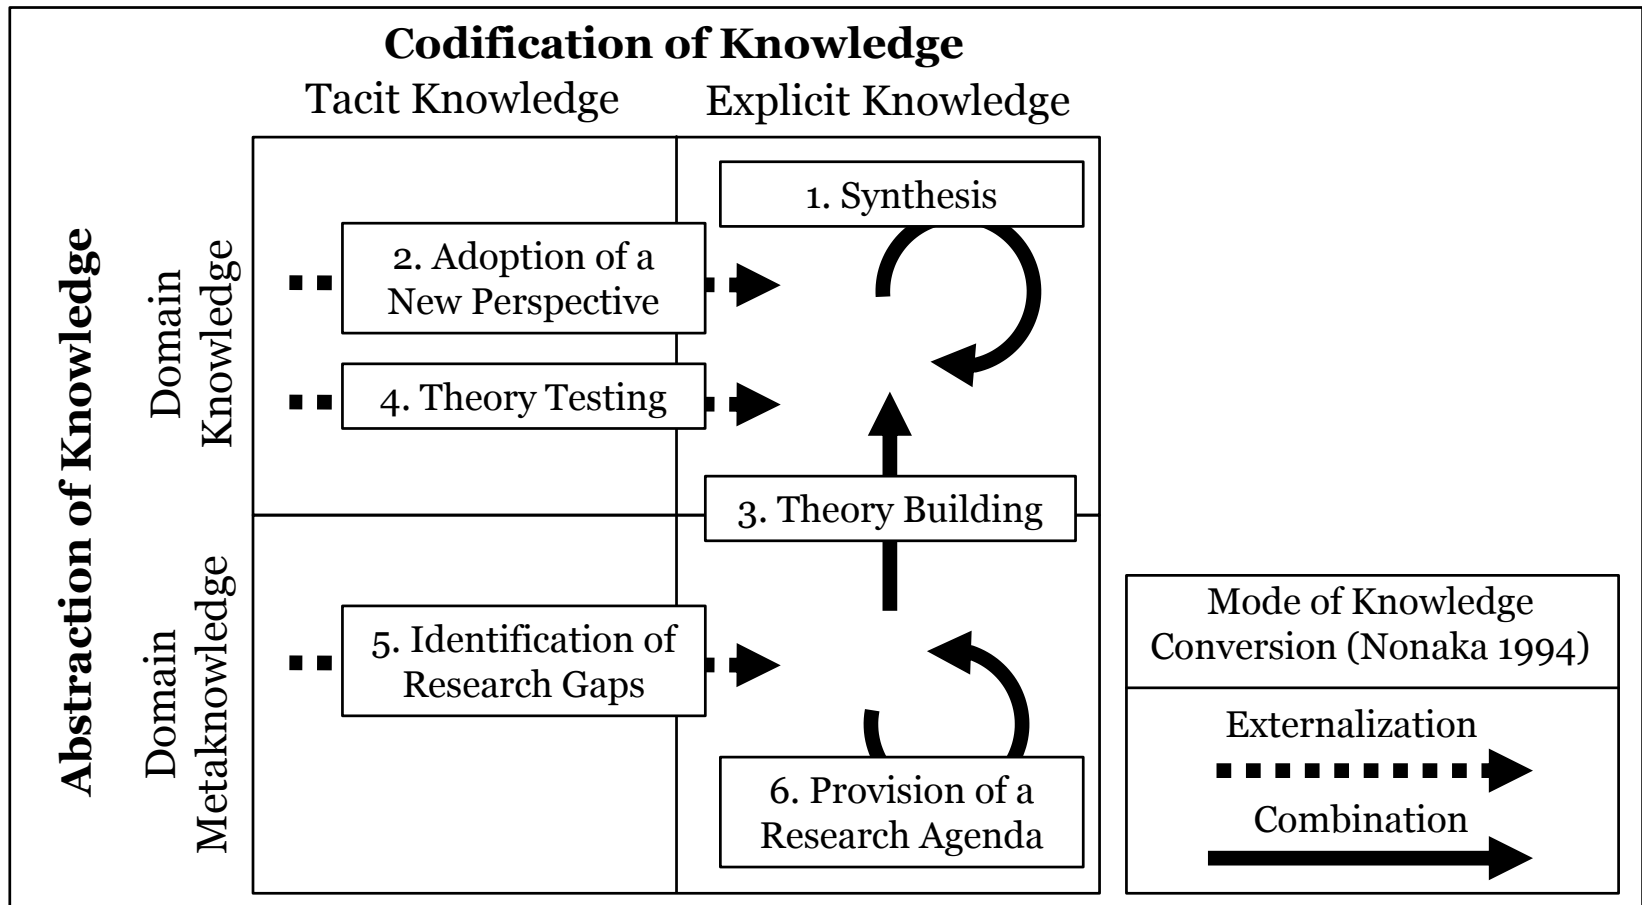 Codification of Knowledge
Tacit Knowledge
Explicit Knowledge
Abstraction of Knowledge
Domain
Knowledge
1. Synthesis
2. Adoption of a
New Perspective
4. Theory Testing
3. Theory Building
Domain
Metaknowledge
5. Identification of
Research Gaps
6. Provision of a
Research Agenda
Mode of Knowledge
Conversion (Nonaka 1994)
Externalization
Combination